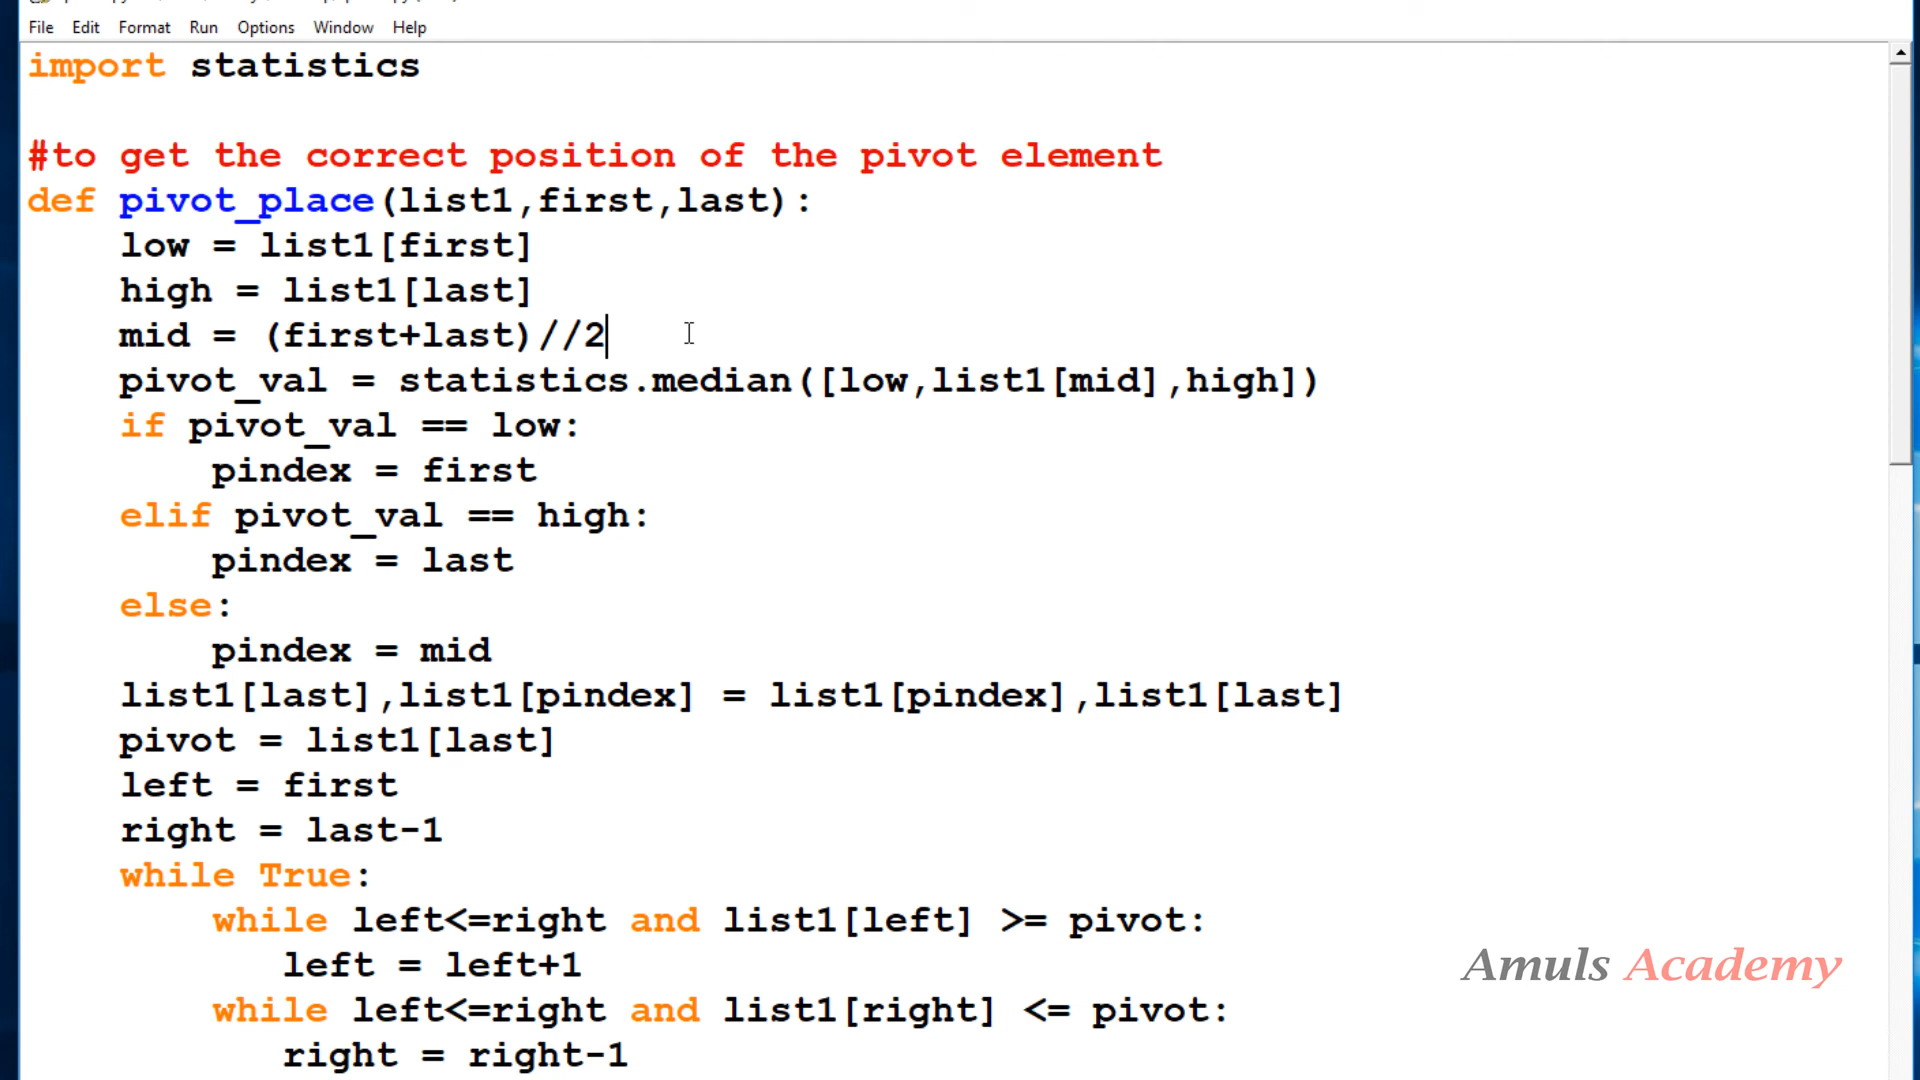 File Edit Format Run Options Window Help
import statistics
#to get the correct position of the pivot element
def pivot_place(list1,first,last):
    low = list1[first]
    high = list1[last]
    mid = (first+last)//2
    pivot_val = statistics.median([low,list1[mid],high])
    if pivot_val == low:
        pindex = first
    elif pivot_val == high:
        pindex = last
    else:
        pindex = mid
    list1[last],list1[pindex] = list1[pindex],list1[last]
    pivot = list1[last]
    left = first
    right = last-1
    while True:
        while left<=right and list1[left] >= pivot:
           left = left+1
        while left<=right and list1[right] <= pivot:
           right = right-1
Amuls Academy